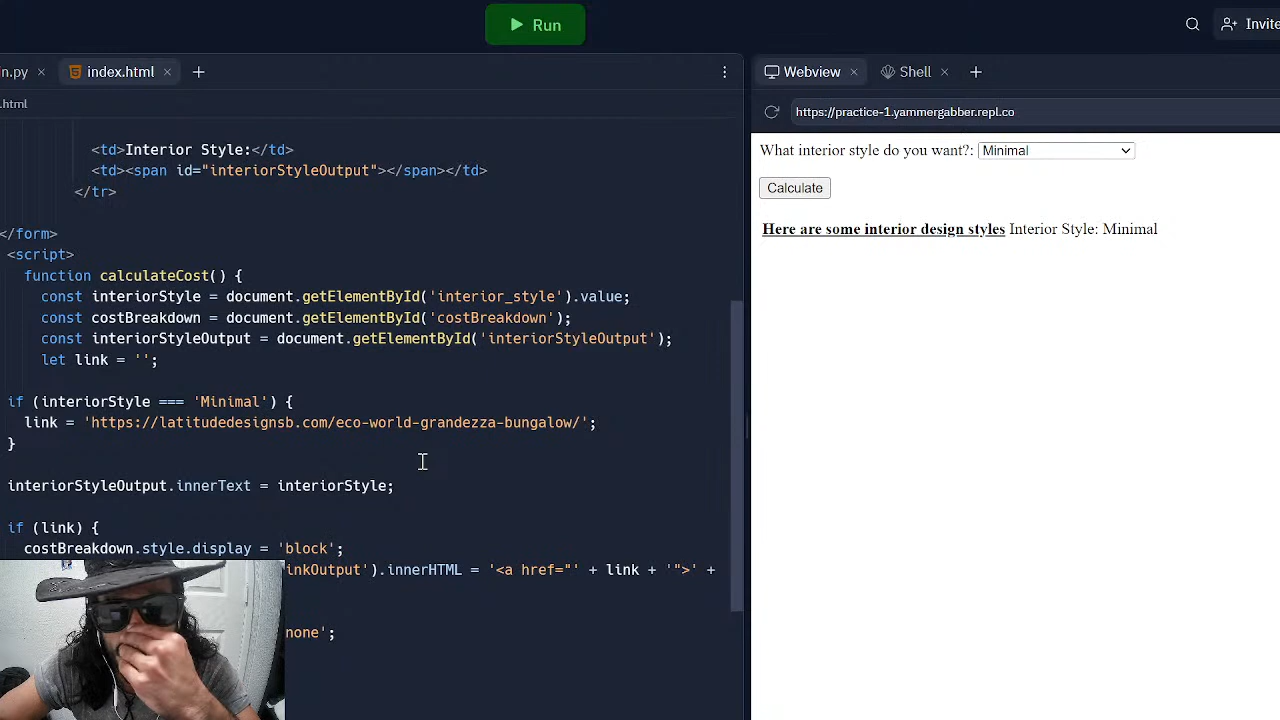 Run
Invite
n.py
index.html
Webview
Shell
.html
https://practice-1.yammergabber.repl.co
<td>Interior Style:</td>
<td><span id="interiorStyleOutput"></span></td>
</tr>
</form>
<script>
function calculateCost() {
const interiorStyle = document.getElementById('interior_style').value;
const costBreakdown = document.getElementById('costBreakdown');
const interiorStyleOutput = document.getElementById('interiorStyleOutput');
let link = '';
if (interiorStyle === 'Minimal') {
link = 'https://latitudedesignsb.com/eco-world-grandezza-bungalow/';
}
interiorStyleOutput.innerText = interiorStyle;
if (link) {
costBreakdown.style.display = 'block';
inkOutput').innerHTML = '<a href="' + link + '">' +
none';
What interior style do you want?: Minimal
Calculate
Here are some interior design styles Interior Style: Minimal